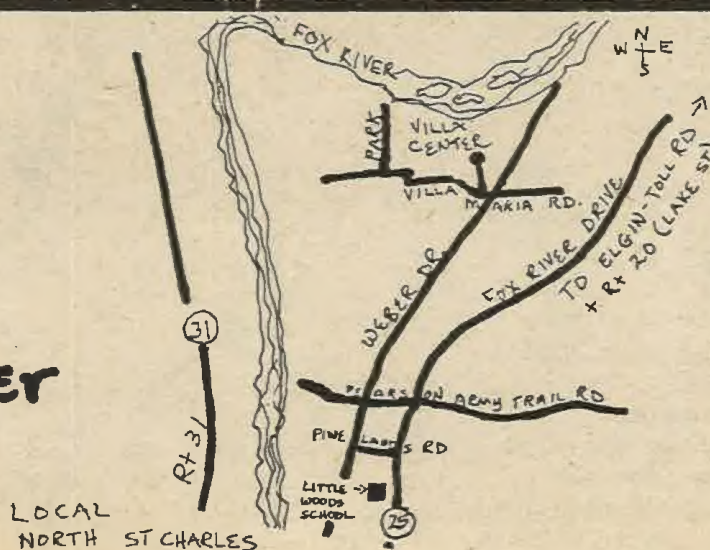 FOX RIVER
N
W E
S
PARK
VILLA
CENTER
VILLA MARIA RD.
WEBER DR.
FOX RIVER DRIVE
TO ELGIN-TOLL RD →
+ Rt 20 (LAKE ST)
31
Rt 31
ER
ARMY TRAIL RD
PINE LANDS RD
LITTLE →
WOODS
SCHOOL
25
LOCAL
NORTH ST CHARLES